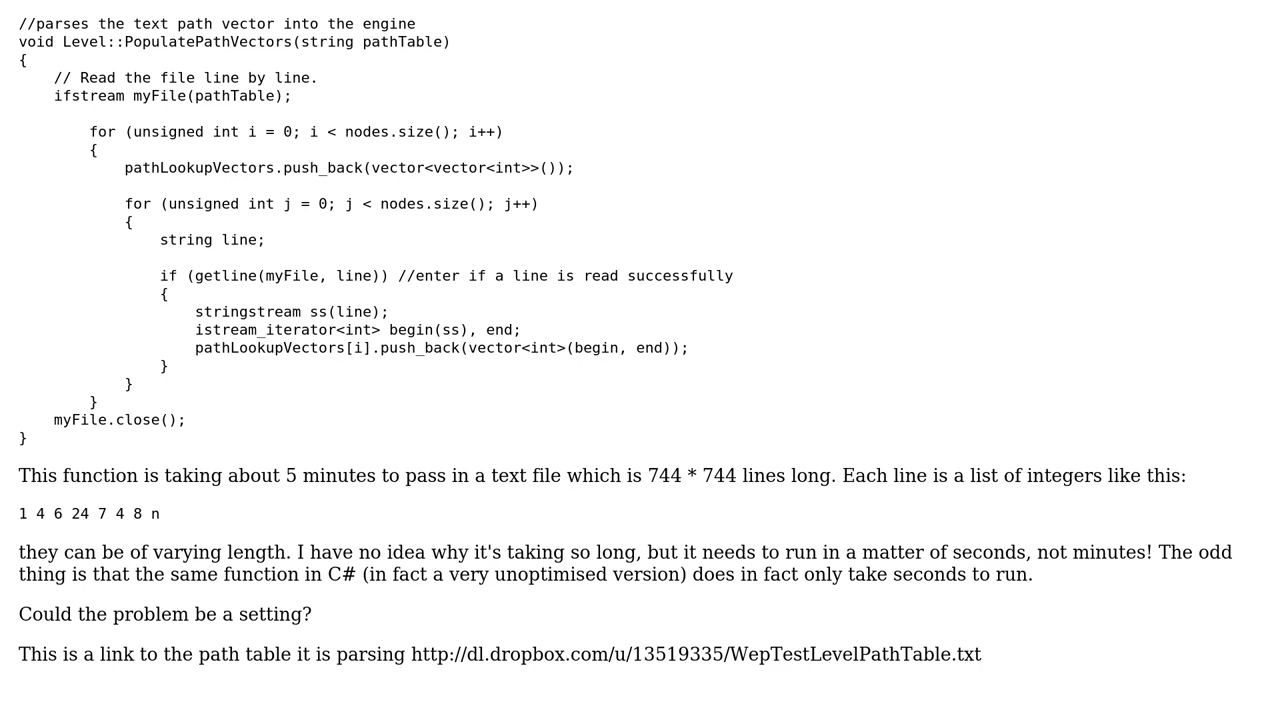 //parses the text path vector into the engine
void Level::PopulatePathVectors(string pathTable)
{
    // Read the file line by line.
    ifstream myFile(pathTable);

        for (unsigned int i = 0; i < nodes.size(); i++)
        {
            pathLookupVectors.push_back(vector<vector<int>>());

            for (unsigned int j = 0; j < nodes.size(); j++)
            {
                string line;

                if (getline(myFile, line)) //enter if a line is read successfully
                {
                    stringstream ss(line);
                    istream_iterator<int> begin(ss), end;
                    pathLookupVectors[i].push_back(vector<int>(begin, end));
                }
            }
        }
    myFile.close();
}
This function is taking about 5 minutes to pass in a text file which is 744 * 744 lines long. Each line is a list of integers like this:
1 4 6 24 7 4 8 n
they can be of varying length. I have no idea why it's taking so long, but it needs to run in a matter of seconds, not minutes! The odd
thing is that the same function in C# (in fact a very unoptimised version) does in fact only take seconds to run.
Could the problem be a setting?
This is a link to the path table it is parsing http://dl.dropbox.com/u/13519335/WepTestLevelPathTable.txt